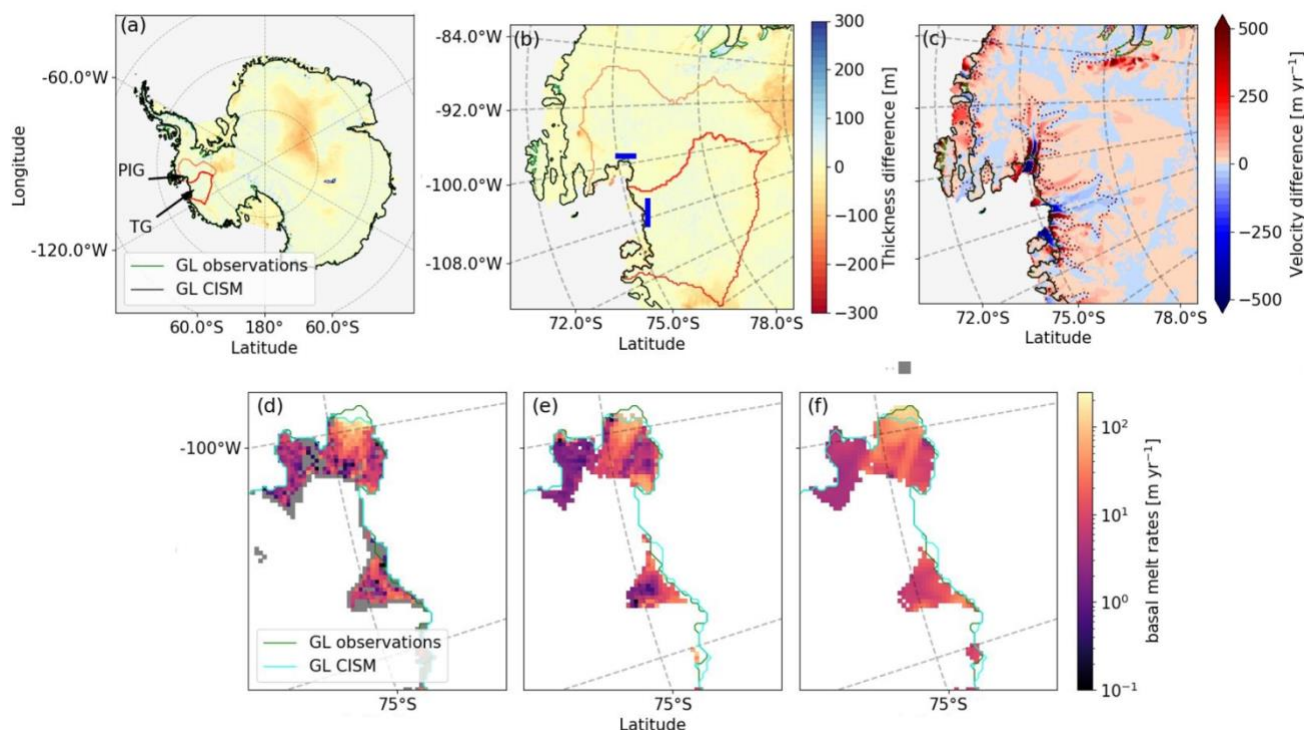 (a)
-60.0°W
Longitude
PIG
TG
-120.0°W
GL observations
GL CISM
60.0°S 180° 60.0°S
Latitude
(b)
-84.0°W
-92.0°W
-100.0°W
-108.0°W
72.0°S 75.0°S 78.0°S
Latitude
300
200
100
0
−100
−200
−300
Thickness difference [m]
(c)
72.0°S 75.0°S 78.0°S
Latitude
500
250
0
−250
−500
Velocity difference [m yr⁻¹]
(d)
-100°W
GL observations
GL CISM
75°S
(e)
75°S
Latitude
(f)
75°S
10²
10¹
10⁰
10⁻¹
basal melt rates [m yr⁻¹]